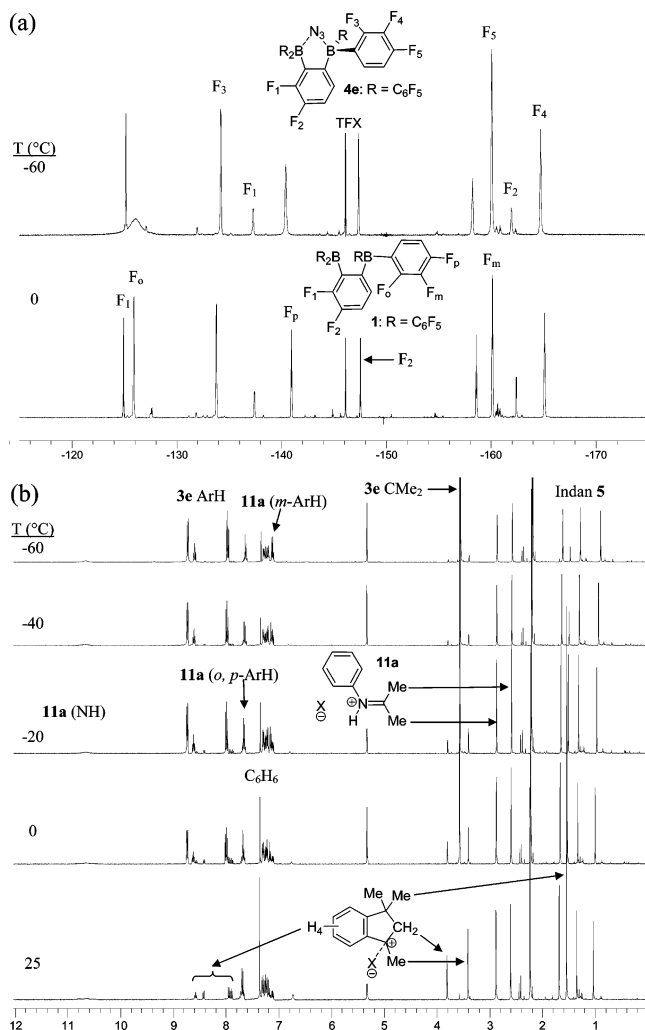 (a)
N3
R
R2B
B
F3
F4
F5
F1
F2
4e: R = C6F5
F5
F3
TFX
F4
T (°C)
-60
F1
F2
R2B
RB
Fp
F1
Fo
Fm
F2
1: R = C6F5
0
Fo
F1
Fp
F2
Fm
-120
-130
-140
-150
-160
-170
(b)
3e ArH
11a (m-ArH)
3e CMe2
Indan 5
T (°C)
-60
-40
11a (o, p-ArH)
11a
Me
N
⊕
H
Me
X
⊖
11a (NH)
-20
C6H6
0
Me
Me
H4
CH2
+
X
⊖
Me
25
12
11
10
9
8
7
6
5
4
3
2
1
0